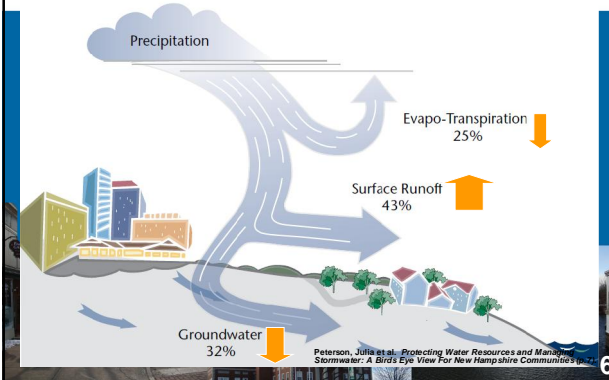 Precipitation
Evapo-Transpiration
25%
Surface Runoff
43%
Groundwater
32%
Peterson, Julia et al. Protecting Water Resources and Managing
Stormwater: A Birds Eye View For New Hampshire Communities
6